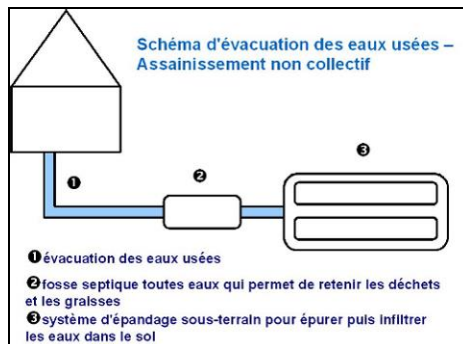 Schéma d'évacuation des eaux usées –
Assainissement non collectif
❸
❷
❶
❶évacuation des eaux usées
❷fosse septique toutes eaux qui permet de retenir les déchets
et les graisses
❸système d'épandage sous-terrain pour épurer puis infiltrer
les eaux dans le sol